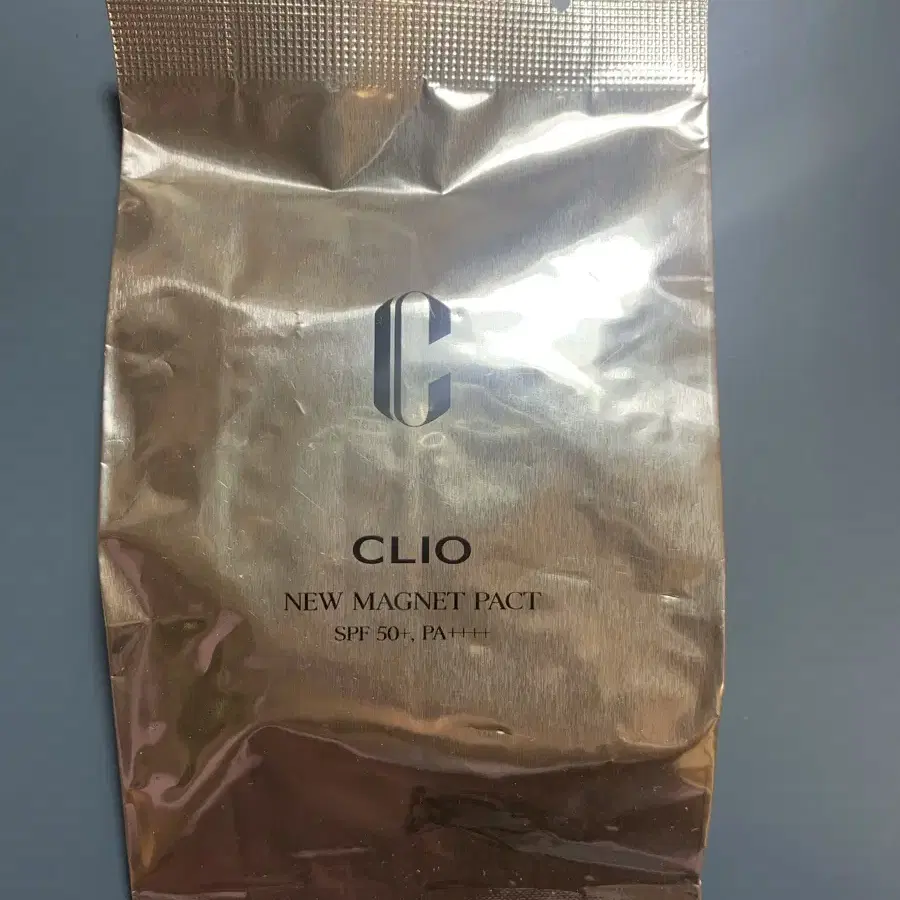 C
CLIO
NEW MAGNET PACT
SPF 50+, PA++++